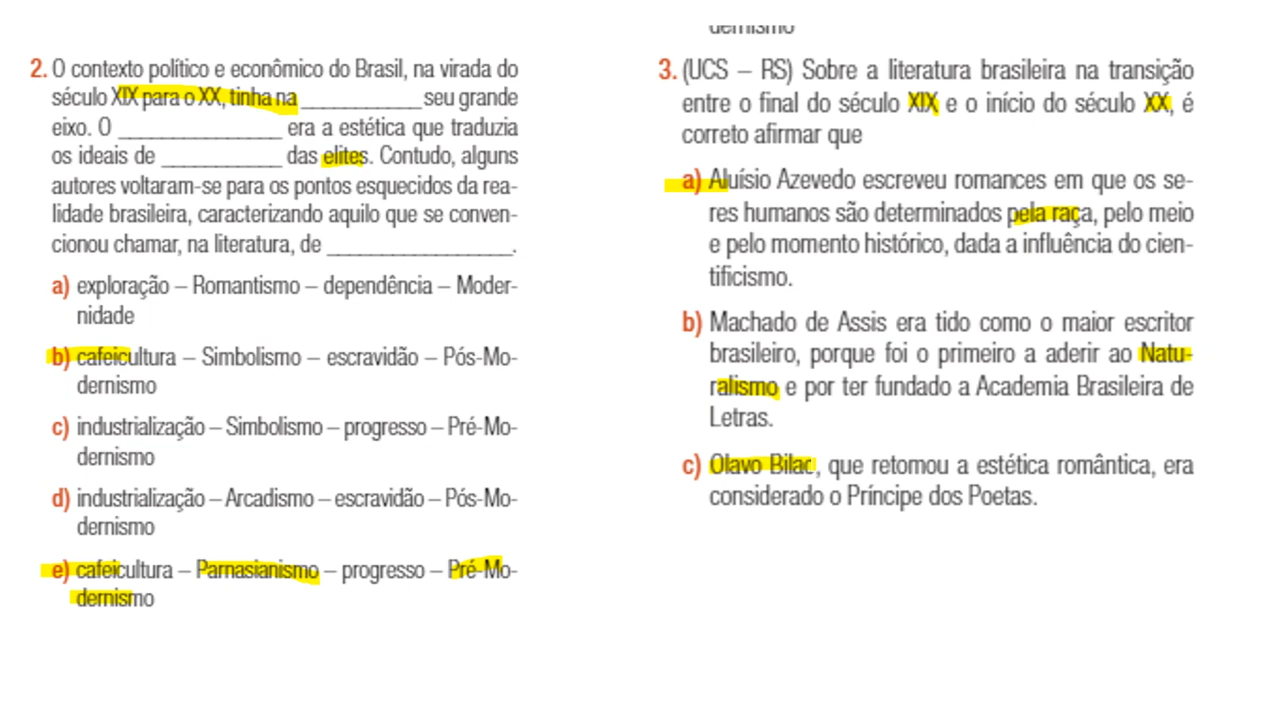 2. O contexto político e econômico do Brasil, na virada do
século XIX para o XX, tinha na ____________ seu grande
eixo. O ________________ era a estética que traduzia
os ideais de ____________ das elites. Contudo, alguns
autores voltaram-se para os pontos esquecidos da rea-
lidade brasileira, caracterizando aquilo que se conven-
cionou chamar, na literatura, de __________________.
a) exploração – Romantismo – dependência – Moder-
nidade
b) cafeicultura – Simbolismo – escravidão – Pós-Mo-
dernismo
c) industrialização – Simbolismo – progresso – Pré-Mo-
dernismo
d) industrialização – Arcadismo – escravidão – Pós-Mo-
dernismo
e) cafeicultura – Parnasianismo – progresso – Pré-Mo-
dernismo
dernismo
3. (UCS – RS) Sobre a literatura brasileira na transição
entre o final do século XIX e o início do século XX, é
correto afirmar que
a) Aluísio Azevedo escreveu romances em que os se-
res humanos são determinados pela raça, pelo meio
e pelo momento histórico, dada a influência do cien-
tificismo.
b) Machado de Assis era tido como o maior escritor
brasileiro, porque foi o primeiro a aderir ao Natu-
ralismo e por ter fundado a Academia Brasileira de
Letras.
c) Olavo Bilac, que retomou a estética romântica, era
considerado o Príncipe dos Poetas.